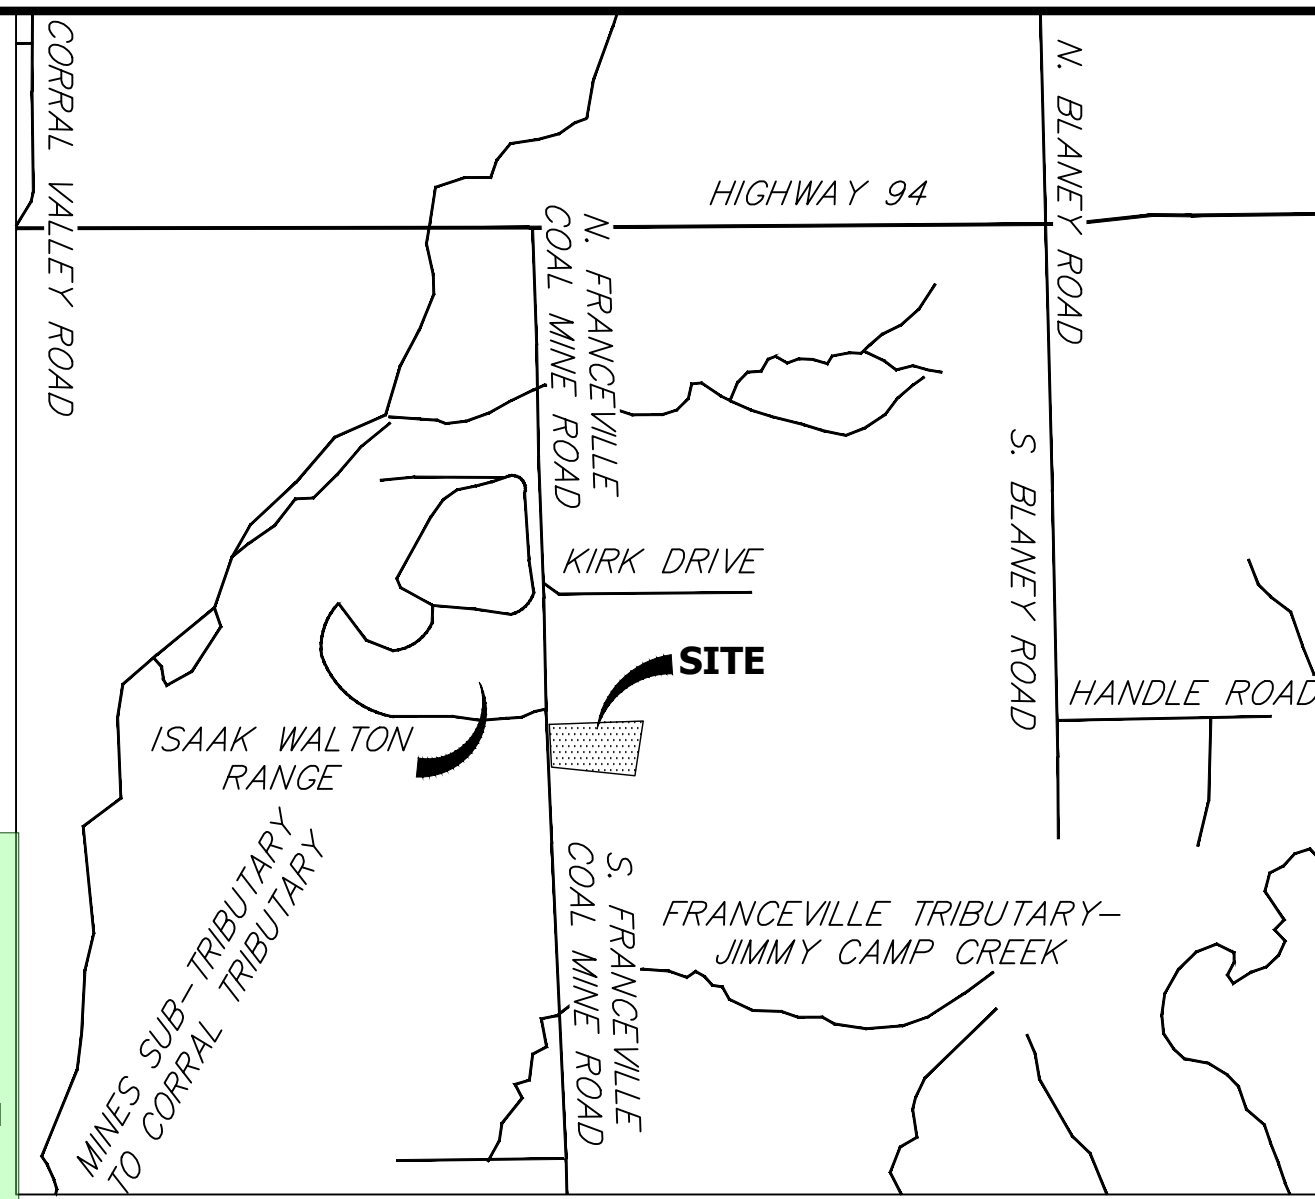 CORRAL VALLEY ROAD
N. BLANEY ROAD
HIGHWAY 94
N. FRANCEVILLE
COAL MINE ROAD
S. BLANEY ROAD
KIRK DRIVE
SITE
HANDLE ROAD
ISAAK WALTON
RANGE
S. FRANCEVILLE
COAL MINE ROAD
FRANCEVILLE TRIBUTARY-
JIMMY CAMP CREEK
MINES SUB-TRIBUTARY
TO CORRAL TRIBUTARY